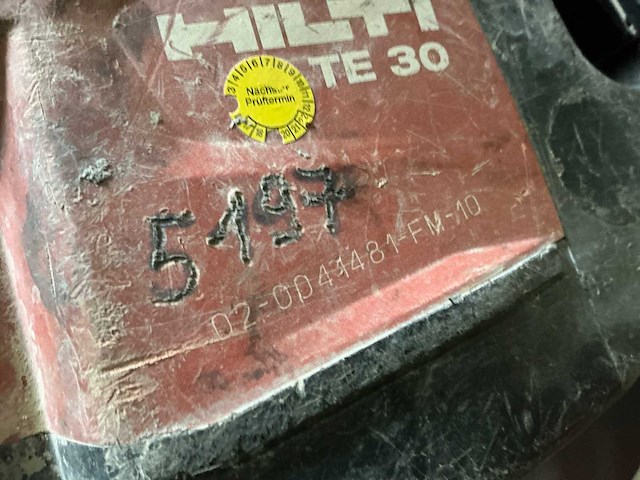 HILTI
TE 30
Nächster
Prüftermin
5197
02-0041481-FM-10